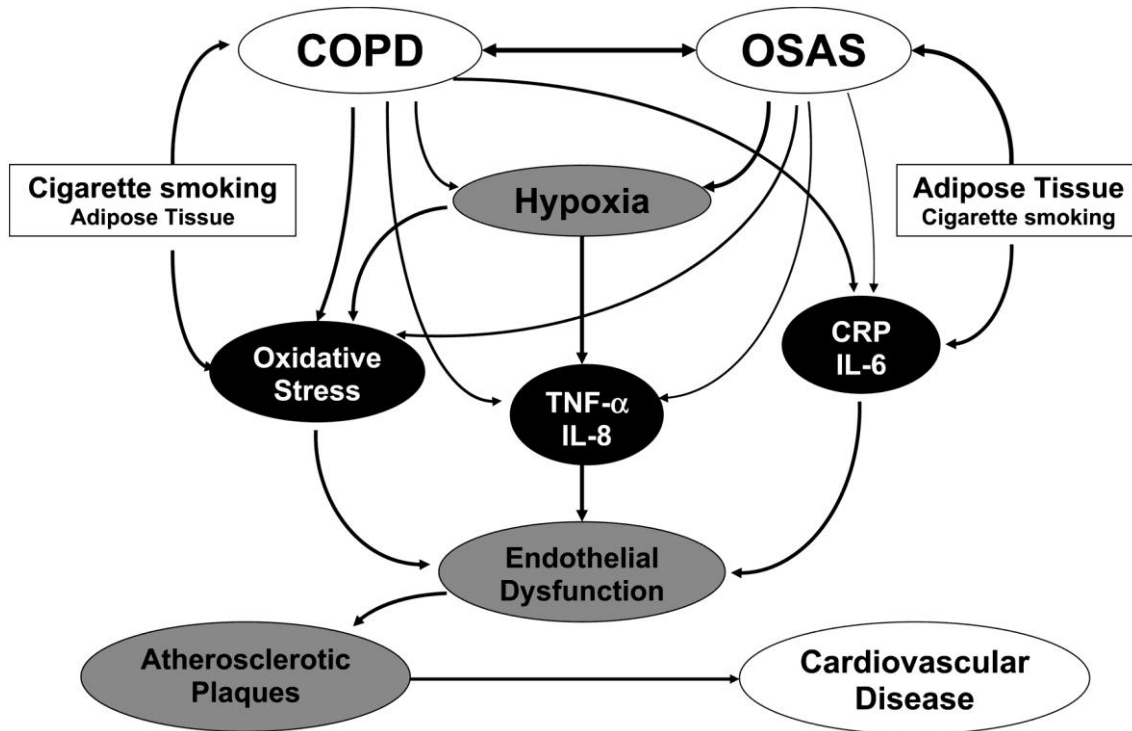 COPD
OSAS
Cigarette smoking
Adipose Tissue
Hypoxia
Adipose Tissue
Cigarette smoking
Oxidative
Stress
TNF-α
IL-8
CRP
IL-6
Endothelial
Dysfunction
Atherosclerotic
Plaques
Cardiovascular
Disease